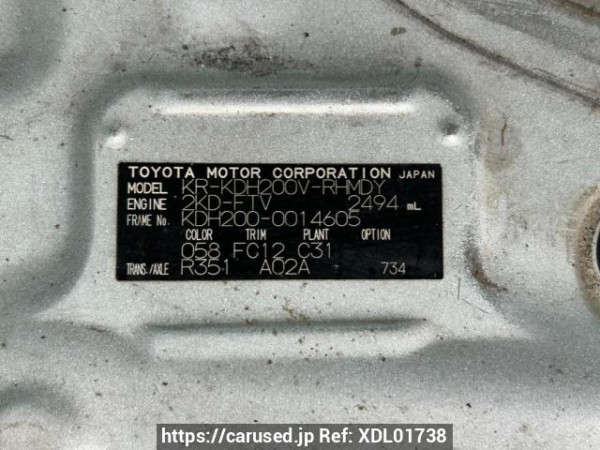 TOYOTA MOTOR CORPORATION JAPAN
MODEL KR-KDH200V-RHMDY
ENGINE 2KD-FTV 2494 mL
FRAME No. KDH200-0014605
COLOR TRIM PLANT OPTION
058 FC12 C31
TRANS./AXLE R351 A02A 734
https://carused.jp Ref: XDL01738